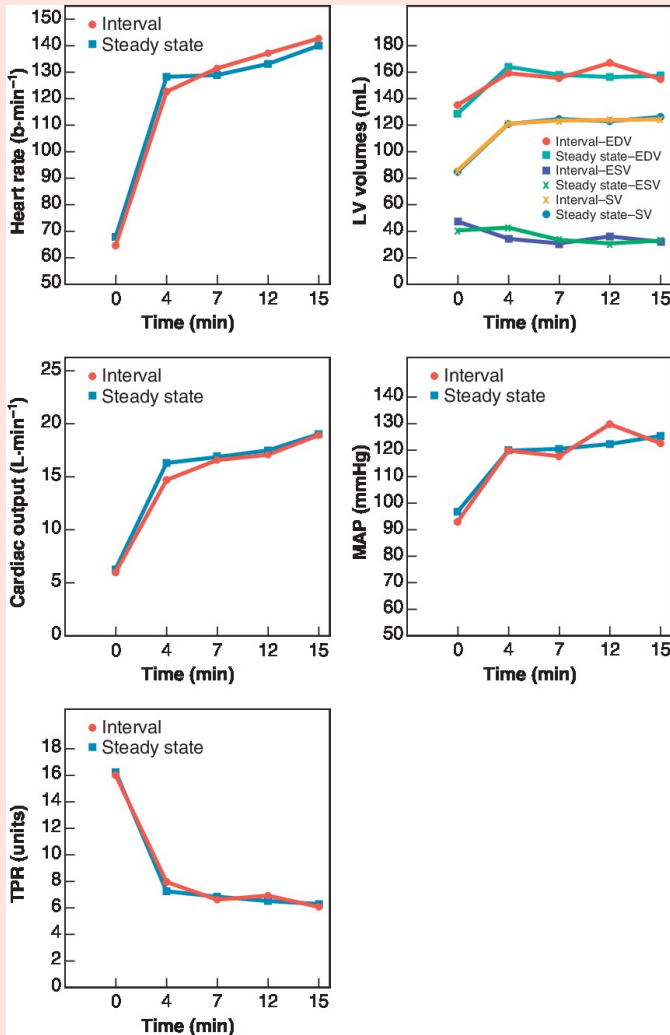 Interval
Steady state
150
140
130
120
110
100
90
80
70
60
50
Heart rate (b·min⁻¹)
0 4 7 12 15
Time (min)
180
160
140
120
100
80
60
40
20
0
LV volumes (mL)
Interval–EDV
Steady state–EDV
Interval–ESV
Steady state–ESV
Interval–SV
Steady state–SV
0 4 7 12 15
Time (min)
Interval
Steady state
25
20
15
10
5
0
Cardiac output (L·min⁻¹)
0 4 7 12 15
Time (min)
Interval
Steady state
150
140
130
120
110
100
90
80
70
60
50
MAP (mmHg)
0 4 7 12 15
Time (min)
Interval
Steady state
18
16
14
12
10
8
6
4
2
0
TPR (units)
0 4 7 12 15
Time (min)